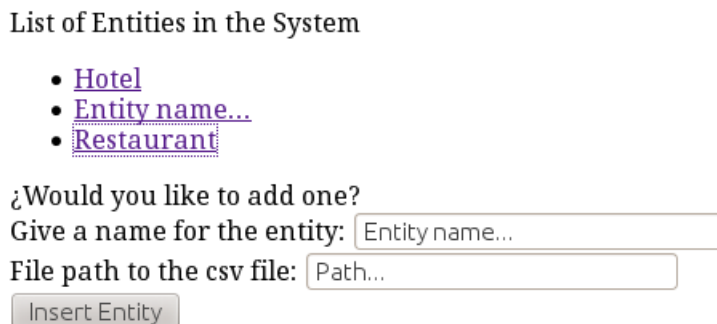 List of Entities in the System
Hotel
Entity name...
Restaurant
¿Would you like to add one?
Give a name for the entity: Entity name...
File path to the csv file: Path...
Insert Entity